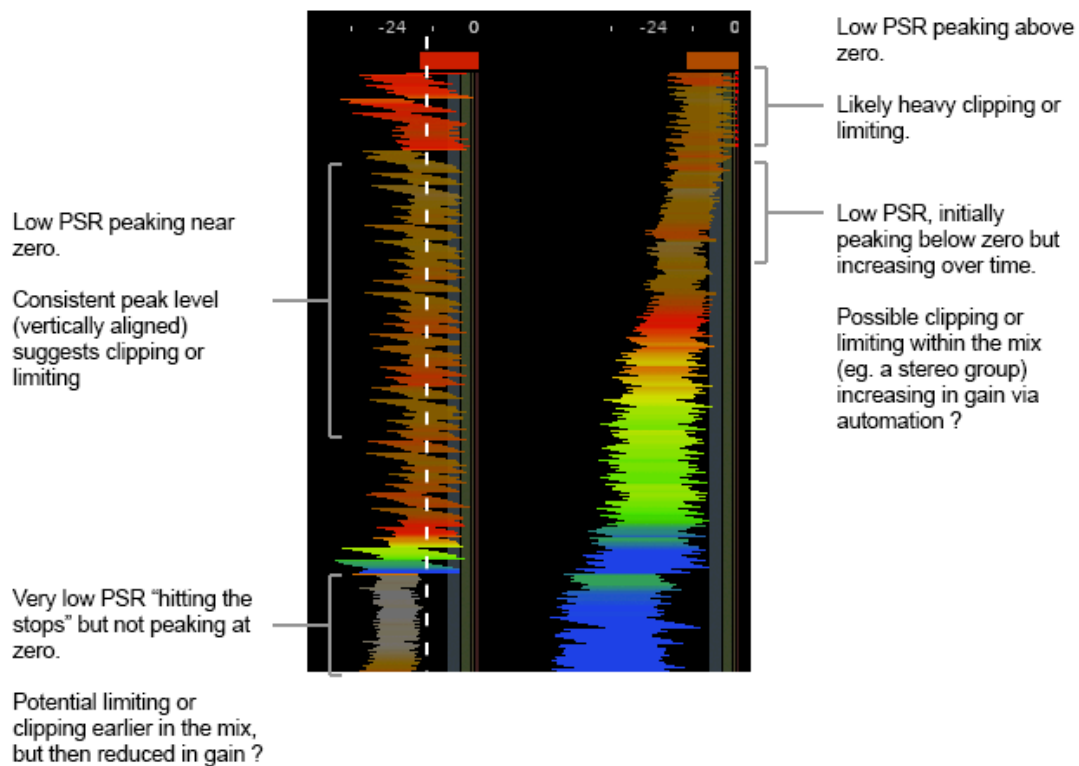 -24 0
-24 0
Low PSR peaking near
zero.
Consistent peak level
(vertically aligned)
suggests clipping or
limiting
Very low PSR “hitting the
stops” but not peaking at
zero.
Potential limiting or
clipping earlier in the mix,
but then reduced in gain ?
Low PSR peaking above
zero.
Likely heavy clipping or
limiting.
Low PSR, initially
peaking below zero but
increasing over time.
Possible clipping or
limiting within the mix
(eg. a stereo group)
increasing in gain via
automation ?